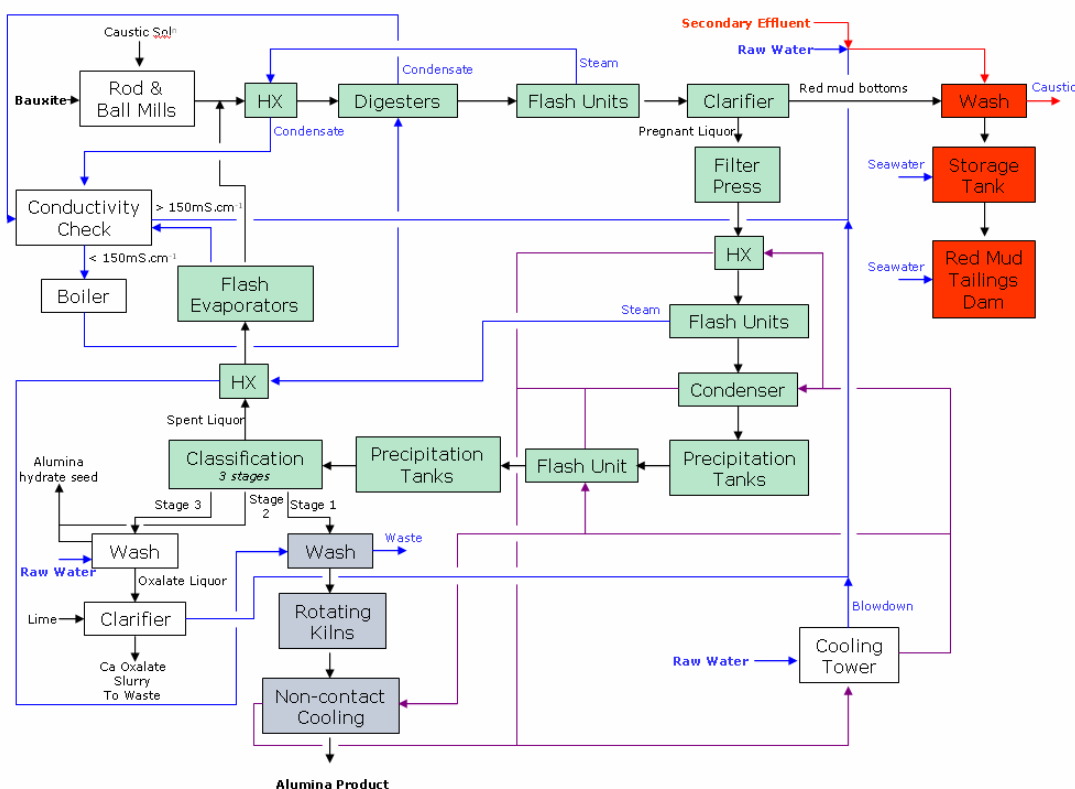 Secondary Effluent
Caustic Solⁿ
Raw Water
Steam
Condensate
Bauxite
Rod &
Ball Mills
HX
Digesters
Flash Units
Clarifier
Red mud bottoms
Wash
Caustic
Condensate
Pregnant Liquor
Filter
Press
Seawater
Storage
Tank
Conductivity
Check
> 150mS.cm⁻¹
< 150mS.cm⁻¹
HX
Boiler
Flash
Evaporators
Seawater
Red Mud
Tailings
Dam
Steam
Flash Units
HX
Condenser
Spent Liquor
Classification
3 stages
Precipitation
Tanks
Flash Unit
Precipitation
Tanks
Alumina
hydrate seed
Stage 3
Stage
2
Stage 1
Wash
Wash
Waste
Raw Water
Oxalate Liquor
Lime
Clarifier
Rotating
Kilns
Blowdown
Cooling
Tower
Raw Water
Ca Oxalate
Slurry
To Waste
Non-contact
Cooling
Alumina Product